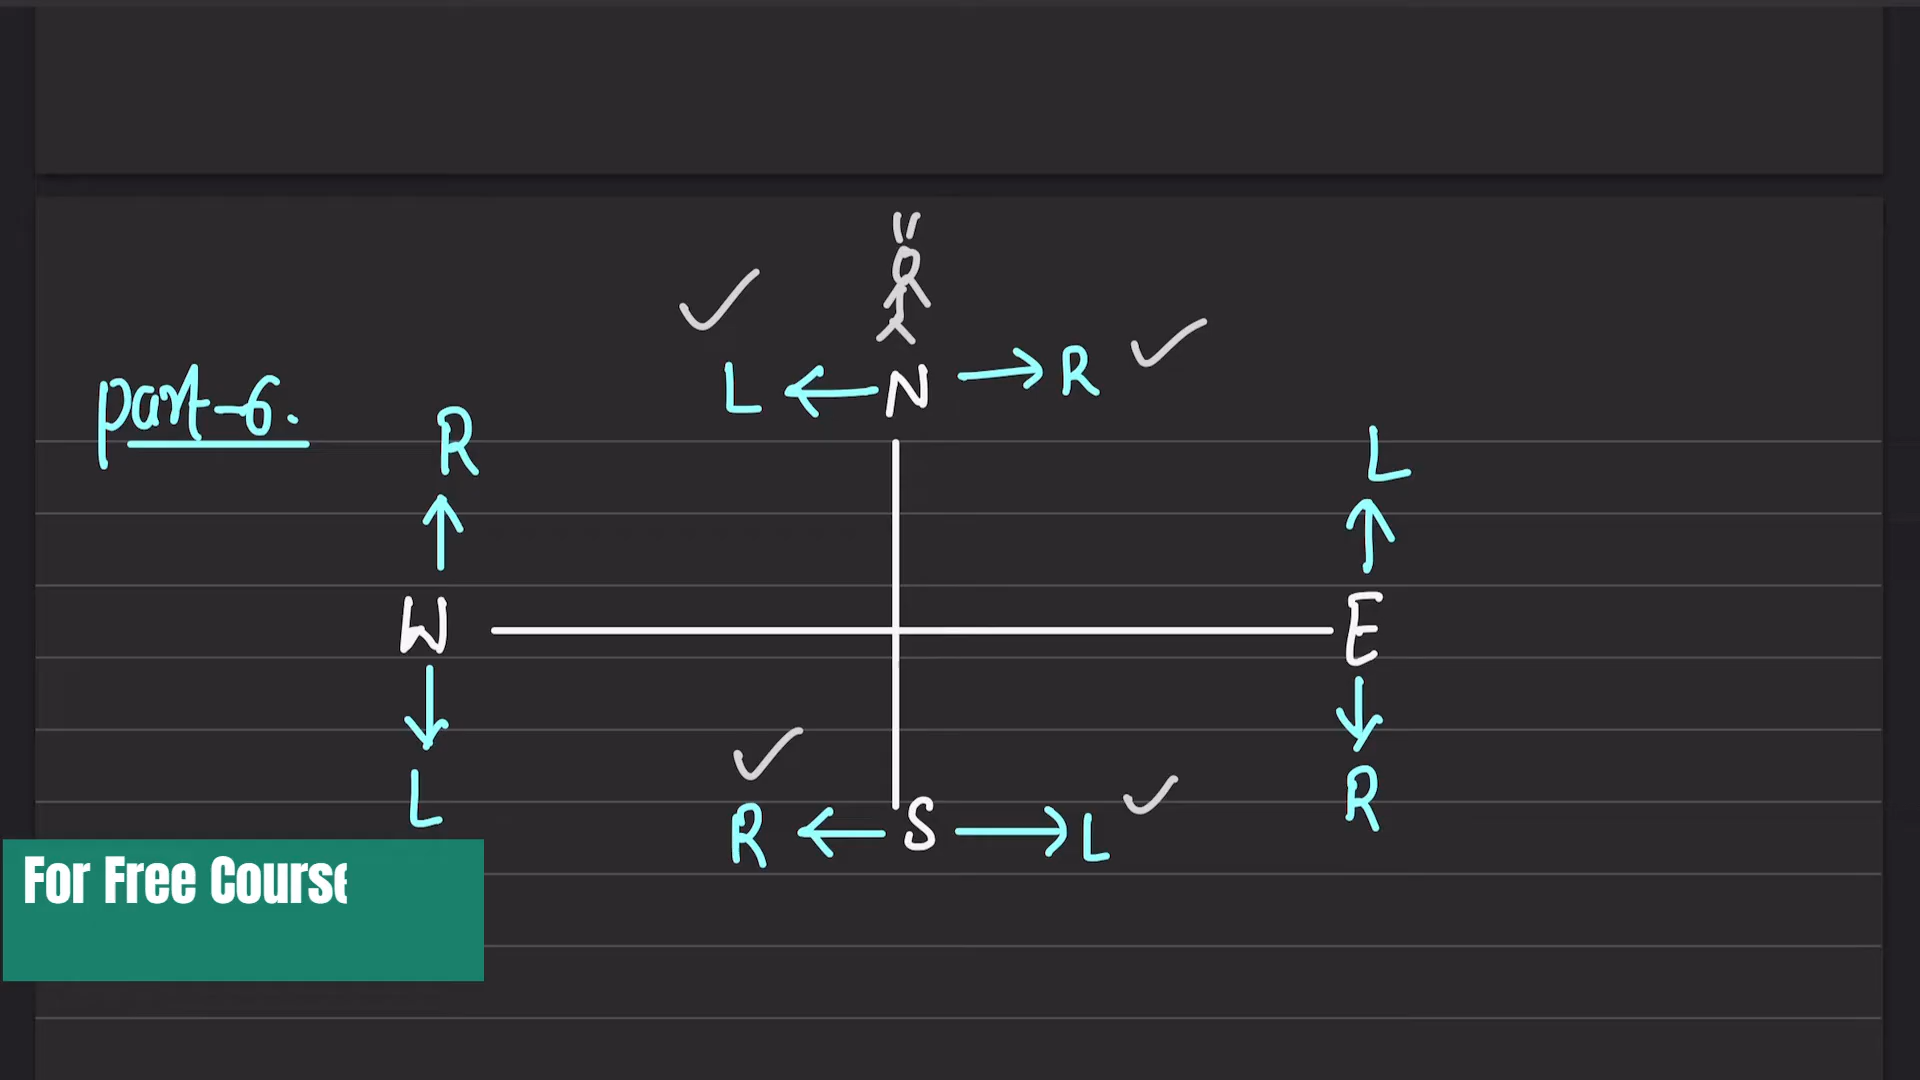 L ← N → R
part-6.
R
L
W
E
L
R
R ← S → L
For Free Course